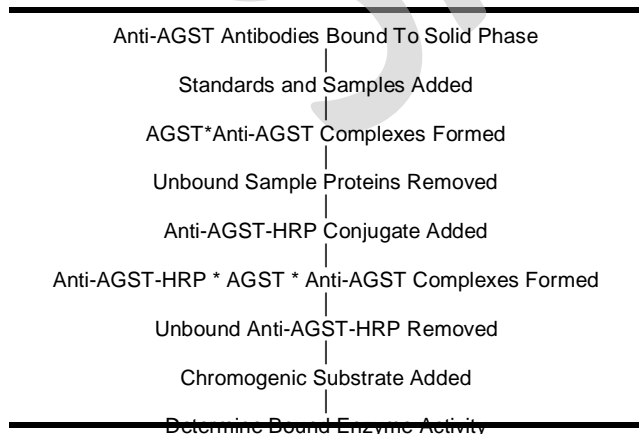 Anti-AGST Antibodies Bound To Solid Phase
Standards and Samples Added
AGST*Anti-AGST Complexes Formed
Unbound Sample Proteins Removed
Anti-AGST-HRP Conjugate Added
Anti-AGST-HRP * AGST * Anti-AGST Complexes Formed
Unbound Anti-AGST-HRP Removed
Chromogenic Substrate Added
Determine Bound Enzyme Activity